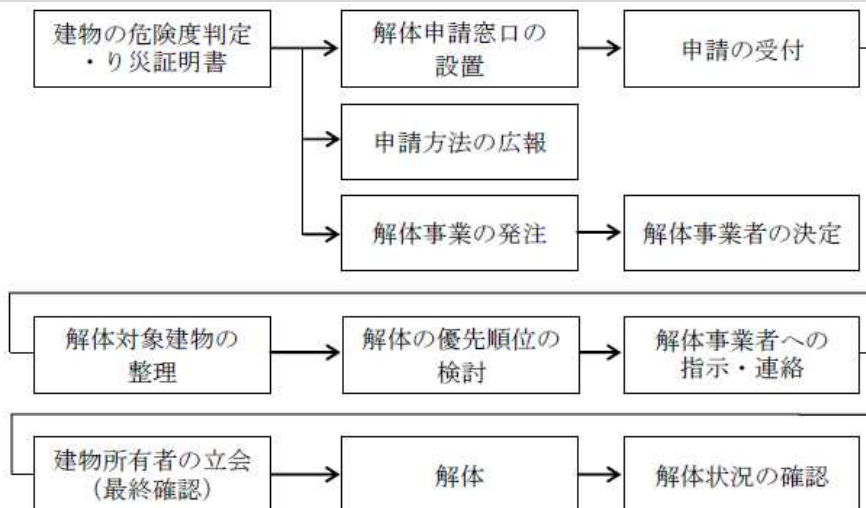 建物の危険度判定
・り災証明書
解体申請窓口の
設置
申請の受付
申請方法の広報
解体事業の発注
解体事業者の決定
解体対象建物の
整理
解体の優先順位の
検討
解体事業者への
指示・連絡
建物所有者の立会
（最終確認）
解体
解体状況の確認